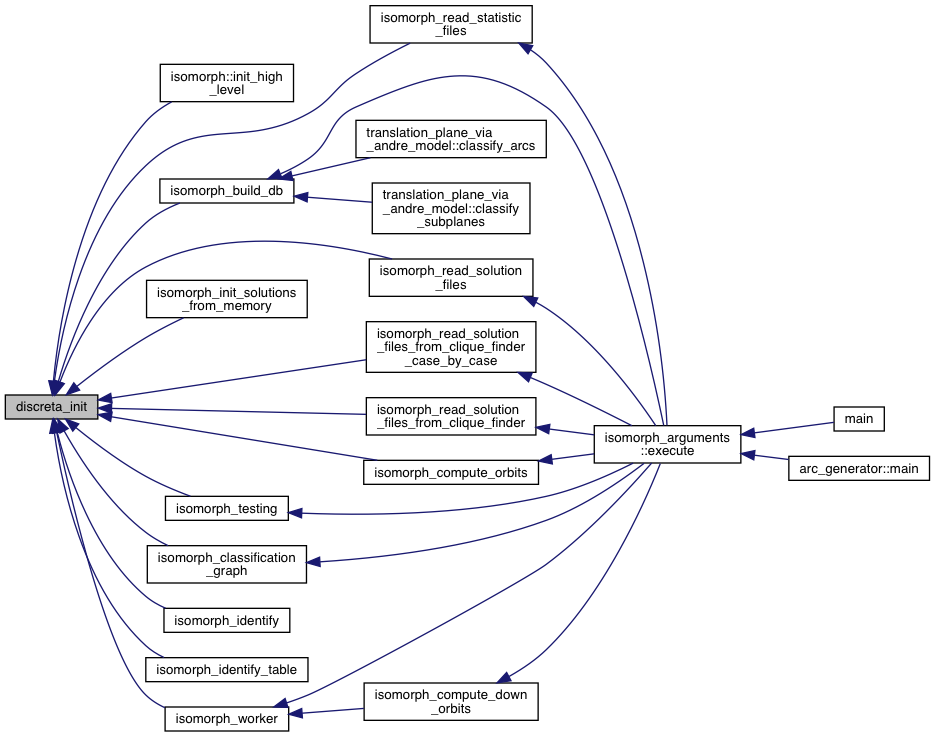 isomorph_read_statistic
_files
isomorph::init_high
_level
translation_plane_via
_andre_model::classify_arcs
isomorph_build_db
translation_plane_via
_andre_model::classify
_subplanes
isomorph_read_solution
_files
isomorph_init_solutions
_from_memory
isomorph_read_solution
_files_from_clique_finder
_case_by_case
discreta_init
isomorph_read_solution
_files_from_clique_finder
main
isomorph_arguments
::execute
isomorph_compute_orbits
arc_generator::main
isomorph_testing
isomorph_classification
_graph
isomorph_identify
isomorph_identify_table
isomorph_compute_down
_orbits
isomorph_worker